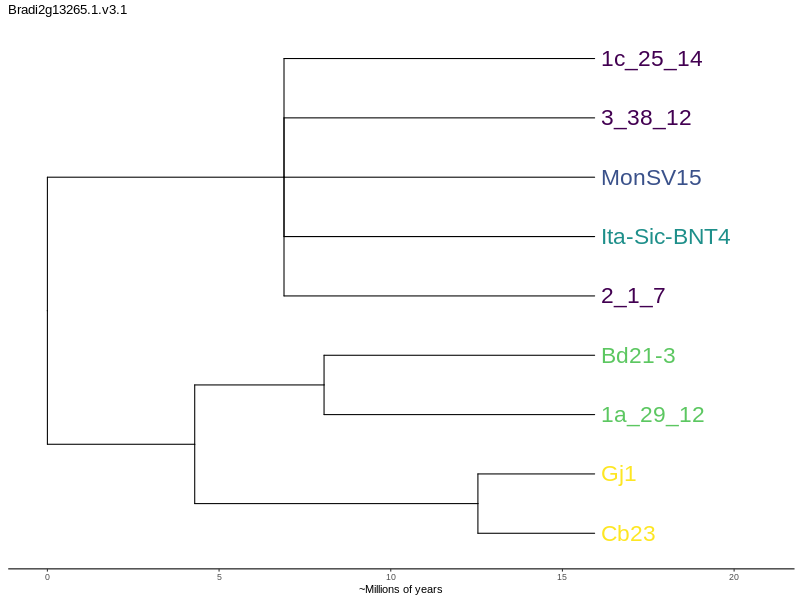 Bradi2g13265.1.v3.1
1c_25_14
3_38_12
MonSV15
Ita-Sic-BNT4
2_1_7
Bd21-3
1a_29_12
Gj1
Cb23
0 5 10 15 20
~Millions of years